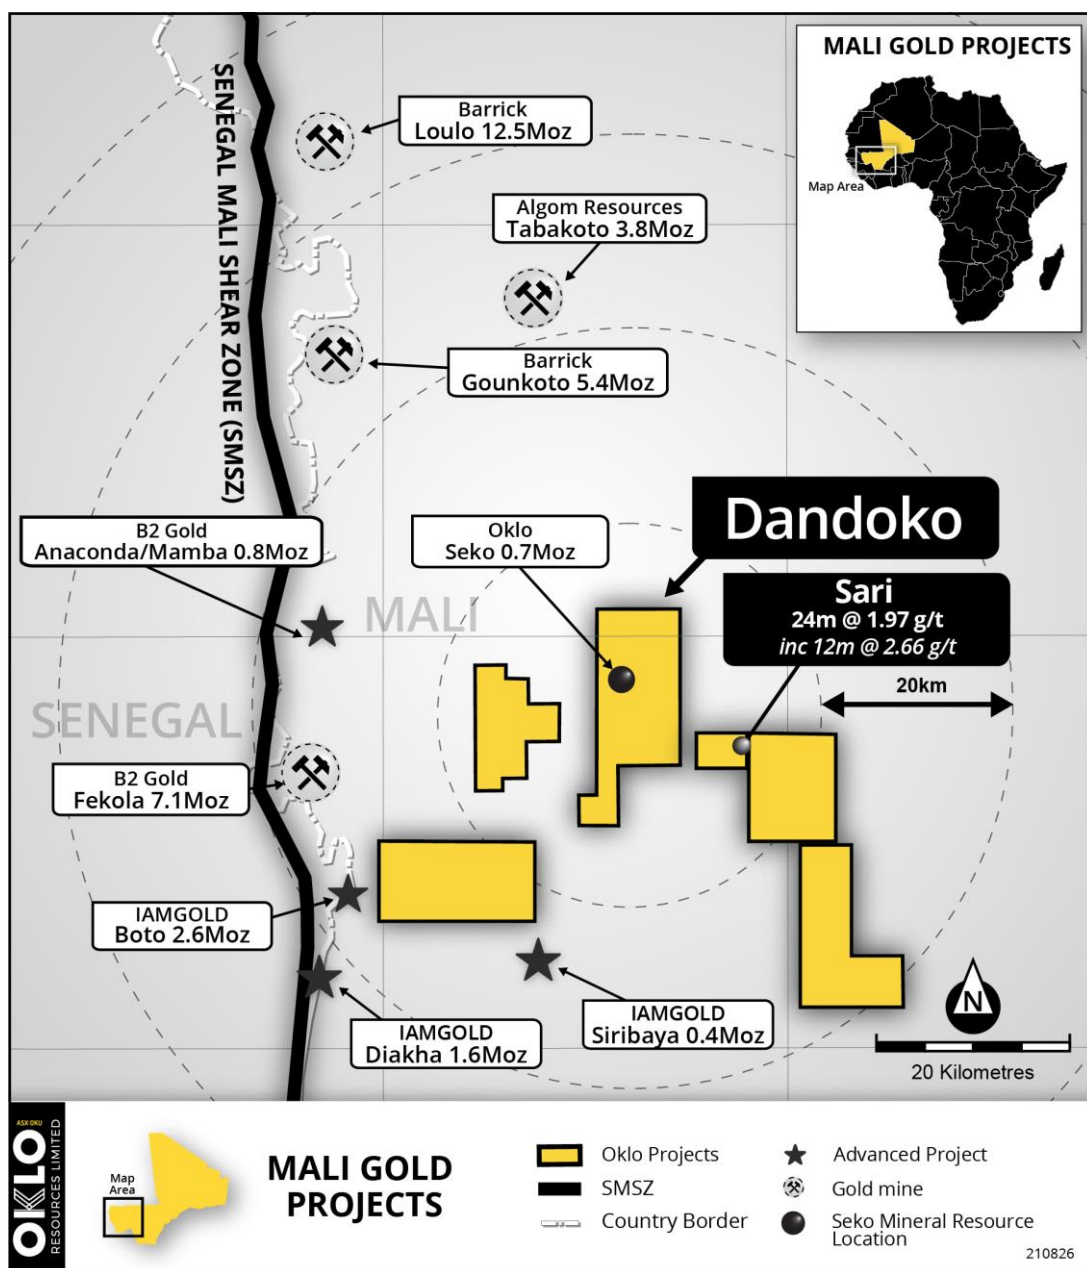 MALI GOLD PROJECTS
Map Area
SENEGAL MALI SHEAR ZONE (SMSZ)
Barrick
Loulo 12.5Moz
Algom Resources
Tabakoto 3.8Moz
Barrick
Gounkoto 5.4Moz
Dandoko
B2 Gold
Anaconda/Mamba 0.8Moz
Oklo
Seko 0.7Moz
Sari
24m @ 1.97 g/t
inc 12m @ 2.66 g/t
MALI
20km
SENEGAL
B2 Gold
Fekola 7.1Moz
IAMGOLD
Boto 2.6Moz
IAMGOLD
Diakha 1.6Moz
IAMGOLD
Siribaya 0.4Moz
N
20 Kilometres
ASX:OKU
OKLO
RESOURCES LIMITED
Map
Area
MALI GOLD
PROJECTS
Oklo Projects
SMSZ
Country Border
Advanced Project
Gold mine
Seko Mineral Resource
Location
210826